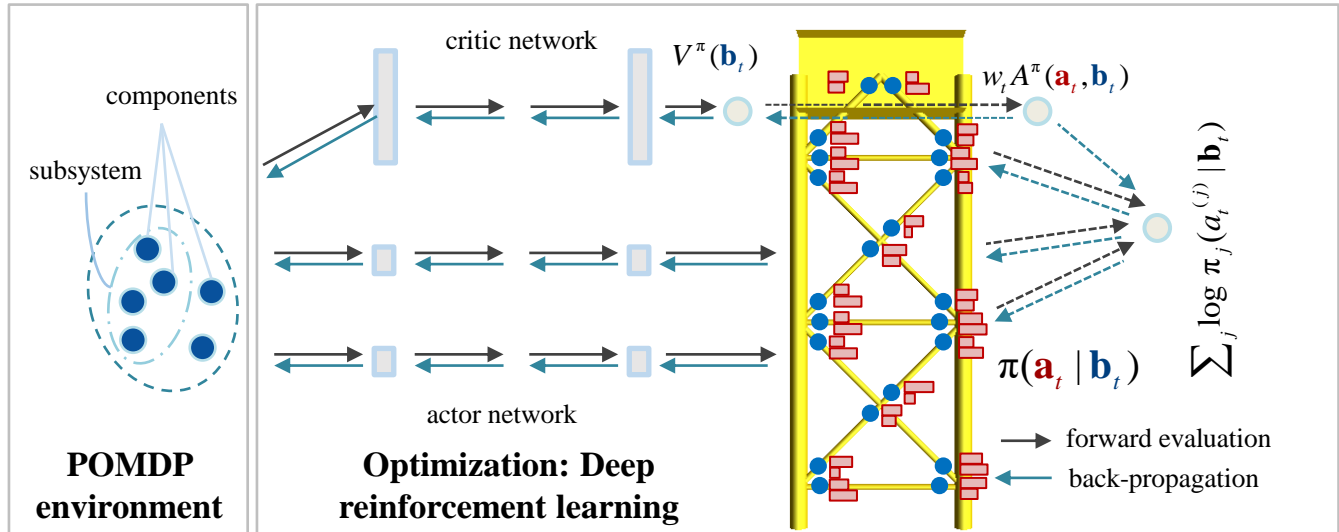 critic network
V^π(b_t)
w_t A^π(a_t, b_t)
components
subsystem
∑_j log π_j(a_t^(j) | b_t)
π(a_t | b_t)
actor network
forward evaluation
back-propagation
POMDP
environment
Optimization: Deep
reinforcement learning